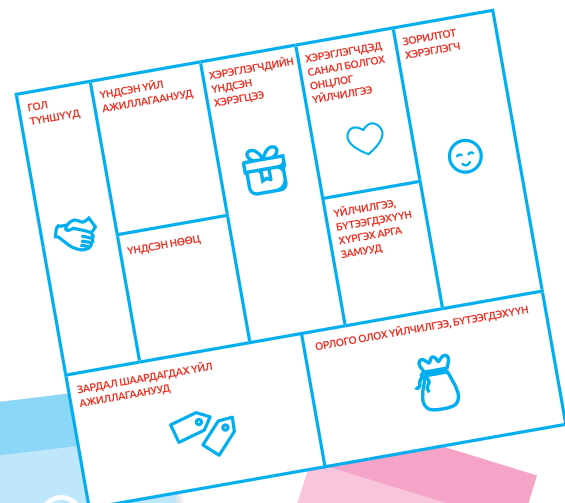 ГОЛ
ТҮНШҮҮД
ҮНДСЭН ҮЙЛ
АЖИЛЛАГААНУУД
ҮНДСЭН НӨӨЦ
ХЭРЭГЛЭГЧДИЙН
ҮНДСЭН
ХЭРЭГЦЭЭ
ХЭРЭГЛЭГЧДЭД
САНАЛ БОЛГОХ
ОНЦЛОГ
ҮЙЛЧИЛГЭЭ
ҮЙЛЧИЛГЭЭ,
БҮТЭЭГДЭХҮҮН
ХҮРГЭХ АРГА
ЗАМУУД
ЗОРИЛТОТ
ХЭРЭГЛЭГЧ
ЗАРДАЛ ШААРДАГДАХ ҮЙЛ
АЖИЛЛАГААНУУД
ОРЛОГО ОЛОХ ҮЙЛЧИЛГЭЭ, БҮТЭЭГДЭХҮҮН